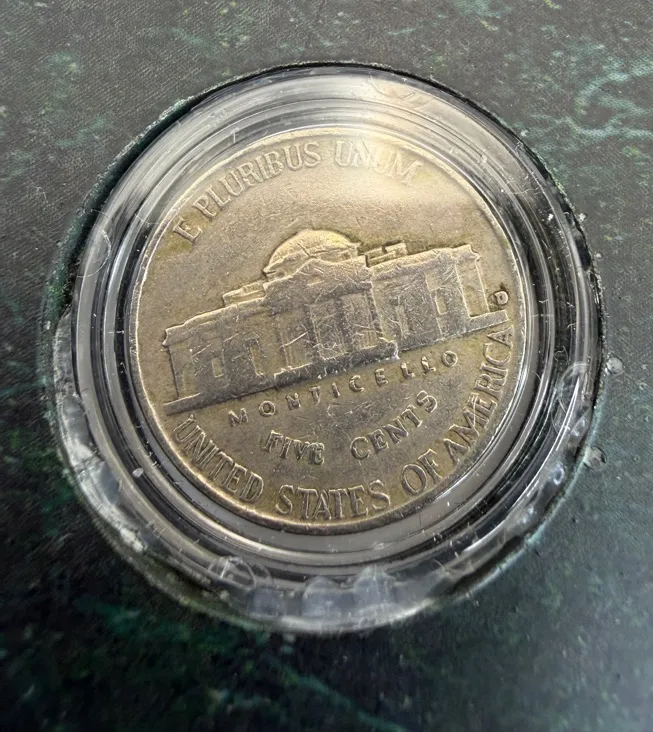 E PLURIBUS UNUM
D
MONTICELLO
FIVE CENTS
UNITED STATES OF AMERICA